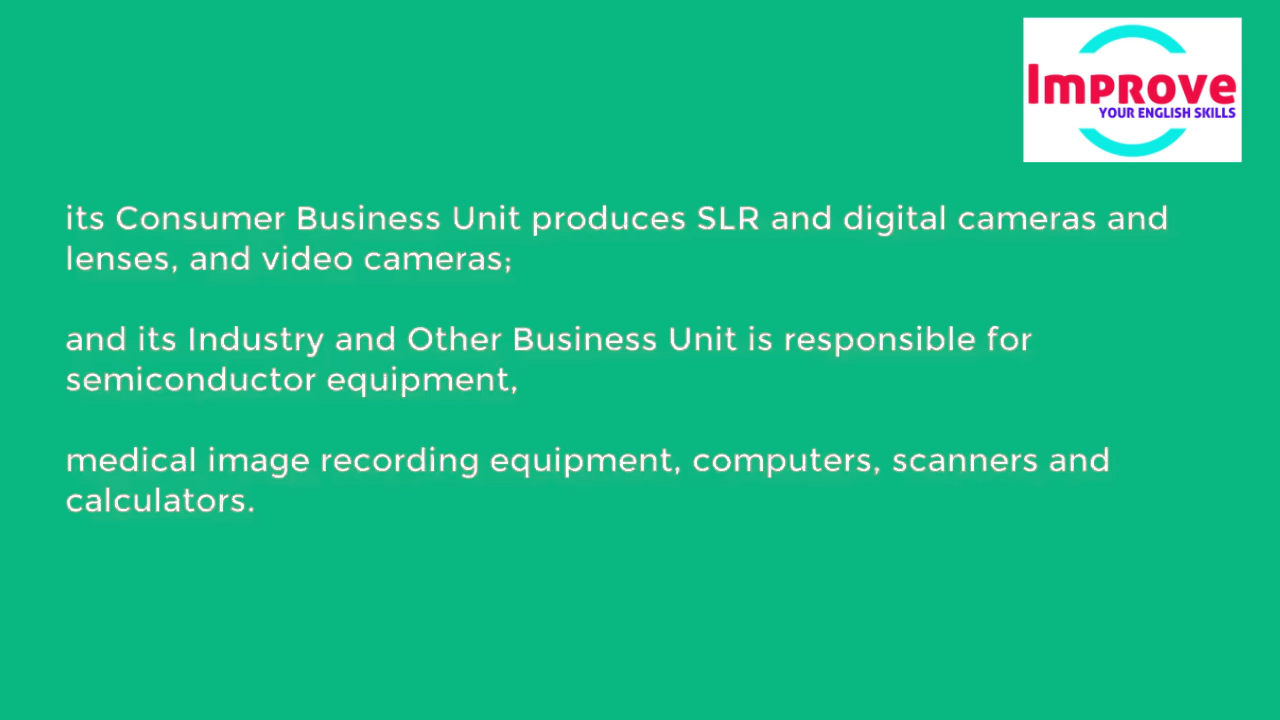 Improve
YOUR ENGLISH SKILLS
its Consumer Business Unit produces SLR and digital cameras and
lenses, and video cameras;
and its Industry and Other Business Unit is responsible for
semiconductor equipment,
medical image recording equipment, computers, scanners and
calculators.